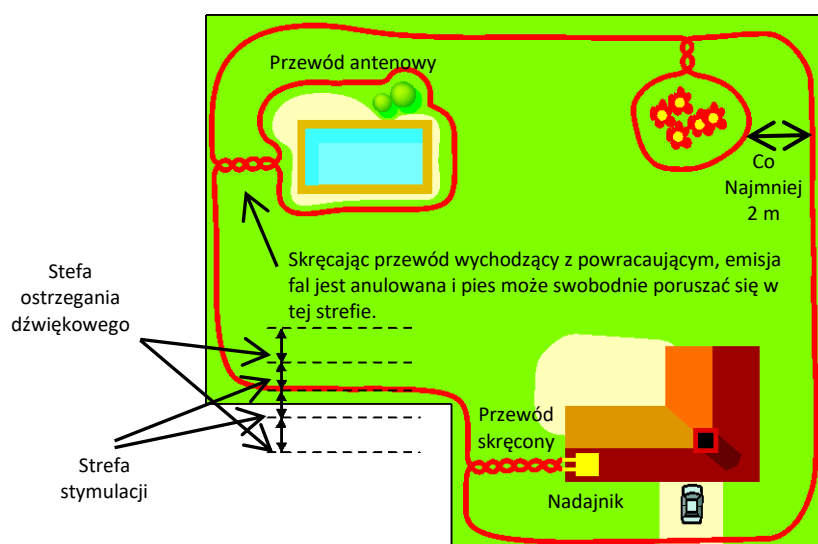 Przewód antenowy
Co
Najmniej
2 m
Skręcając przewód wychodzący z powracaującym, emisja
fal jest anulowana i pies może swobodnie poruszać się w
tej strefie.
Stefa
ostrzegania
dźwiękowego
Przewód
skręcony
Strefa
stymulacji
Nadajnik